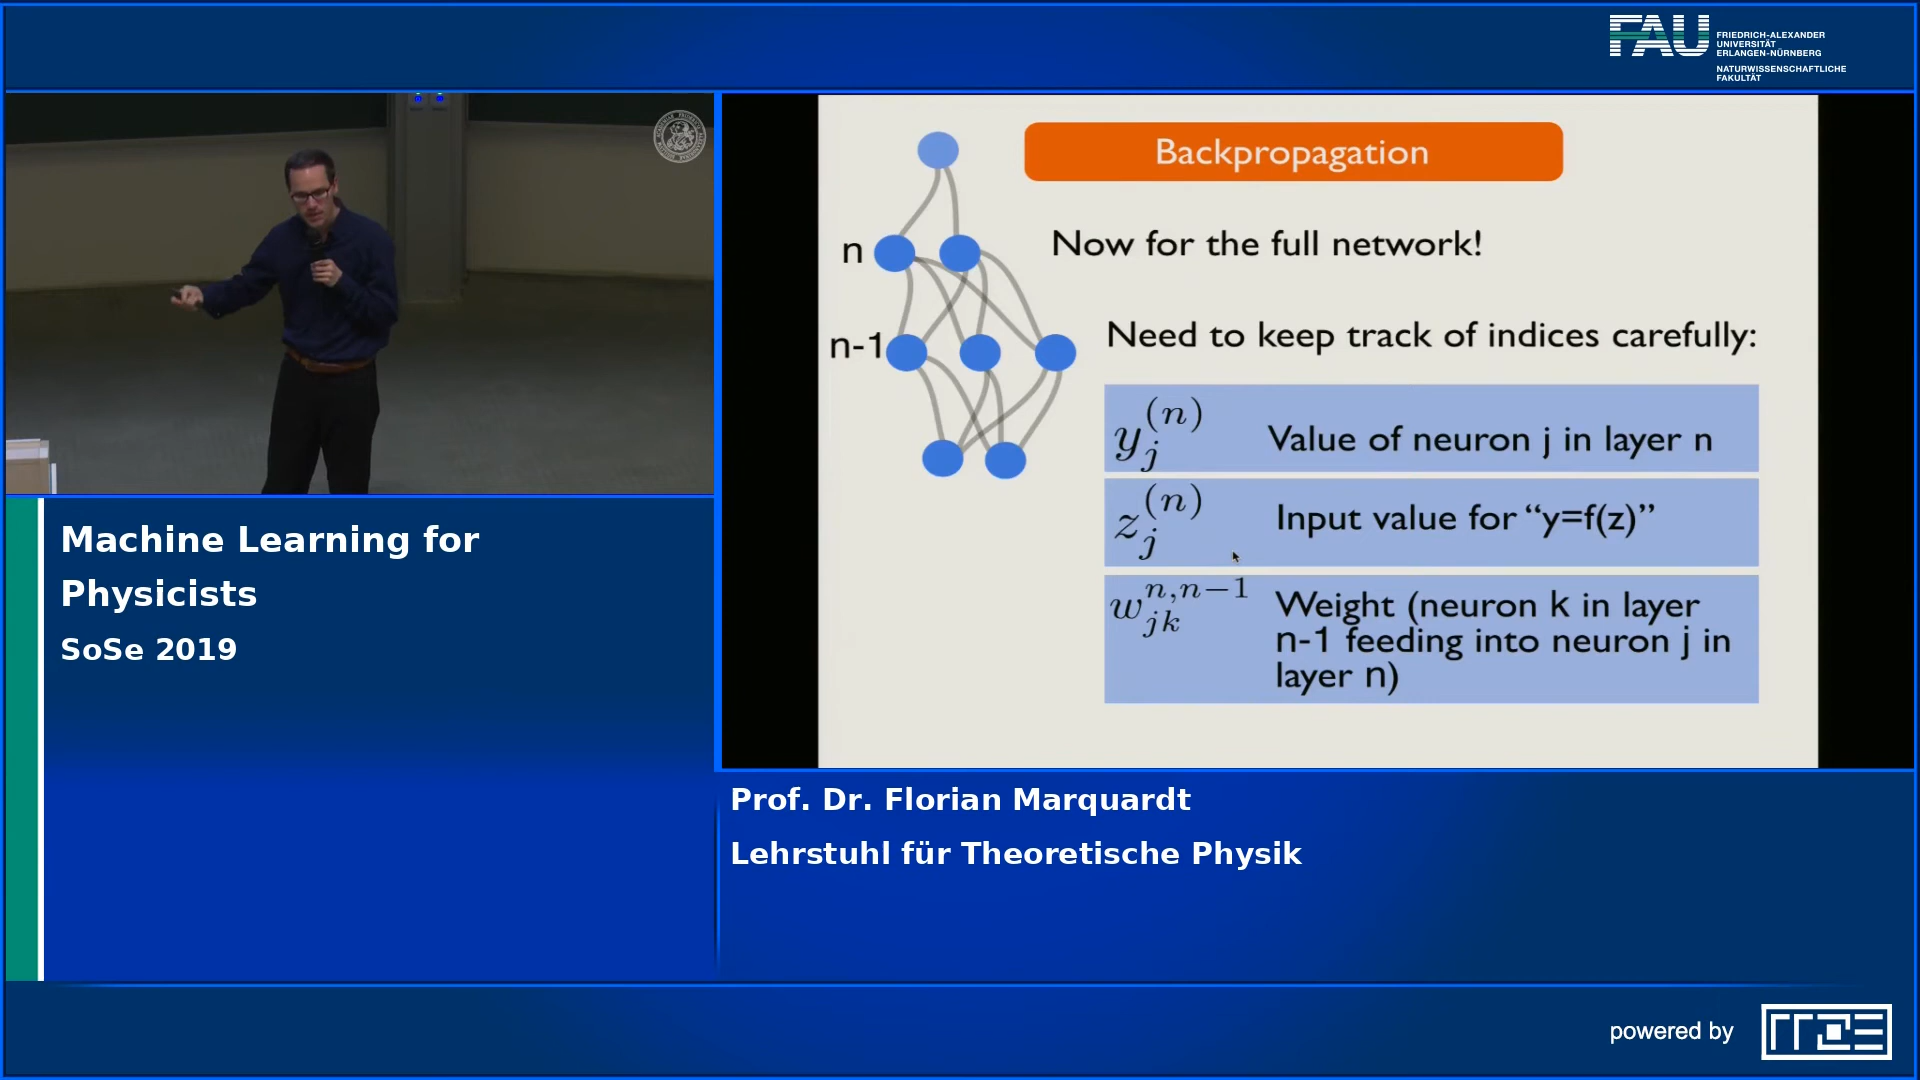 FAU
FRIEDRICH-ALEXANDER
UNIVERSITÄT
ERLANGEN-NÜRNBERG
NATURWISSENSCHAFTLICHE
FAKULTÄT
Backpropagation
Now for the full network!
n
n-1
Need to keep track of indices carefully:
y_j^{(n)} Value of neuron j in layer n
z_j^{(n)} Input value for “y=f(z)”
w_{jk}^{n,n-1} Weight (neuron k in layer
n-1 feeding into neuron j in
layer n)
Machine Learning for
Physicists
SoSe 2019
Prof. Dr. Florian Marquardt
Lehrstuhl für Theoretische Physik
powered by
rrze